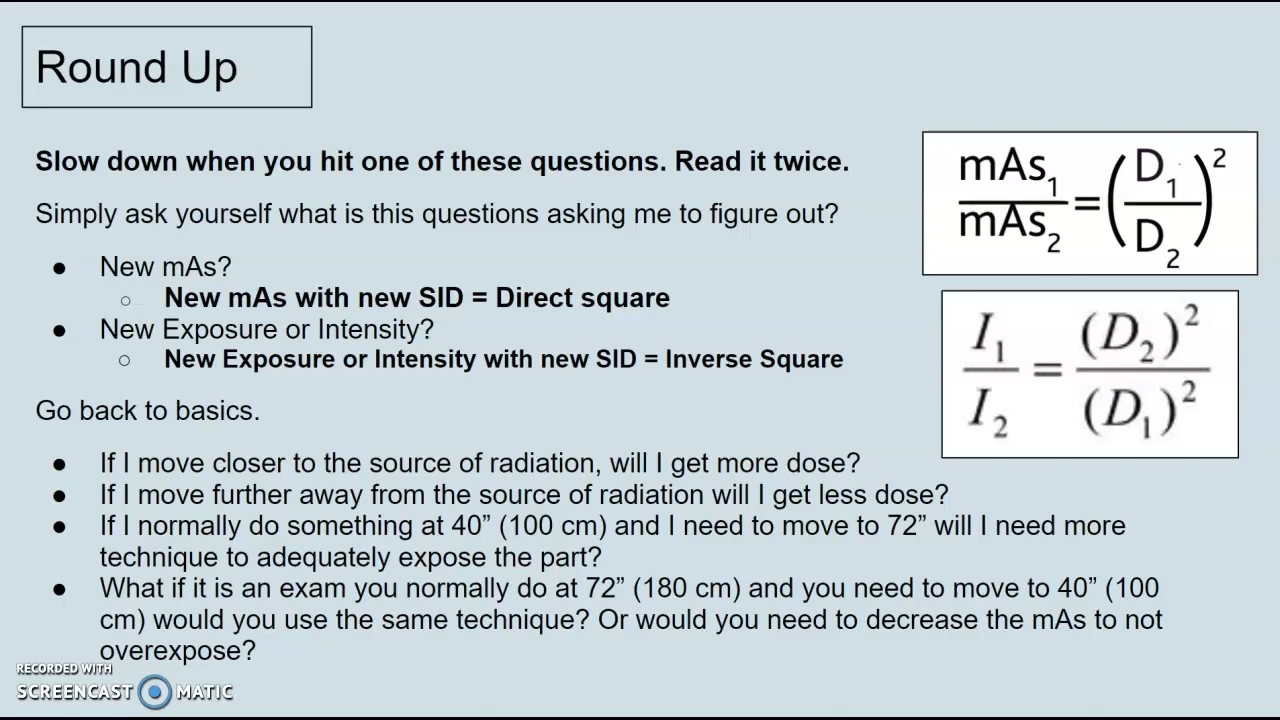 Round Up
Slow down when you hit one of these questions. Read it twice.
Simply ask yourself what is this questions asking me to figure out?
● New mAs?
○ New mAs with new SID = Direct square
● New Exposure or Intensity?
○ New Exposure or Intensity with new SID = Inverse Square
Go back to basics.
● If I move closer to the source of radiation, will I get more dose?
● If I move further away from the source of radiation will I get less dose?
● If I normally do something at 40” (100 cm) and I need to move to 72” will I need more
technique to adequately expose the part?
● What if it is an exam you normally do at 72” (180 cm) and you need to move to 40” (100
cm) would you use the same technique? Or would you need to decrease the mAs to not
overexpose?
mAs₁/mAs₂=(D₁/D₂)²
I₁/I₂ = (D₂)²/(D₁)²
RECORDED WITH
SCREENCAST MATIC